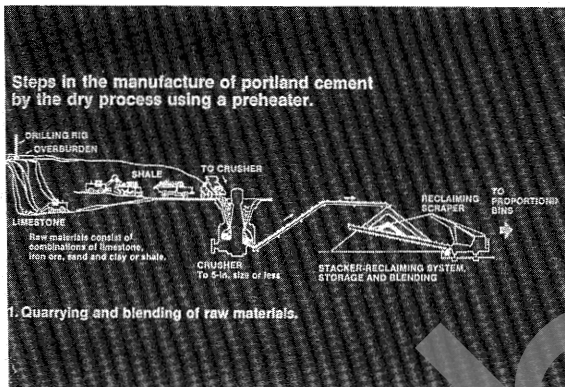 Steps in the manufacture of portland cement
by the dry process using a preheater.
DRILLING RIG
OVERBURDEN
SHALE
TO CRUSHER
LIMESTONE
Raw materials consist of
combinations of limestone,
iron ore, sand and clay or shale.
CRUSHER
To 5-in. size or less
RECLAIMING
SCRAPER
TO
BINS
STACKER-RECLAIMING SYSTEM,
STORAGE AND BLENDING
1. Quarrying and blending of raw materials.